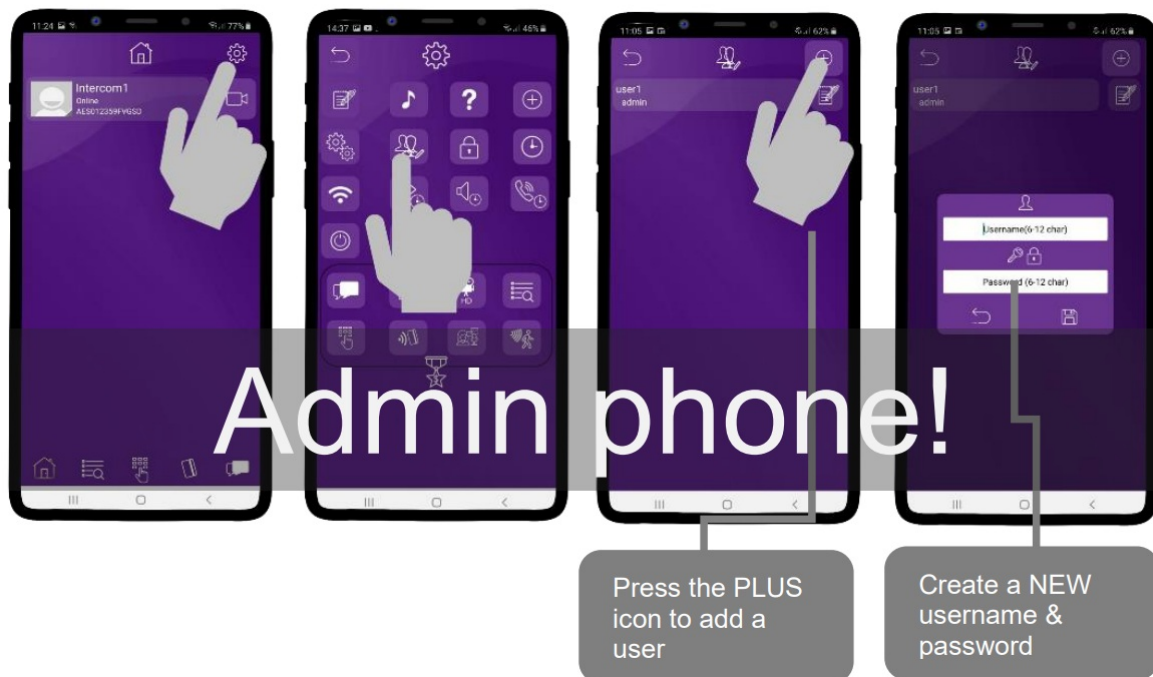 11:24
77%
Intercom1
Online
AES012359FVGSD
14:37
46%
?
HD
11:05
62%
user1
admin
11:05
62%
user1
admin
Username(6-12 char)
Password (6-12 char)
Admin phone!
Press the PLUS
icon to add a
user
Create a NEW
username &
password